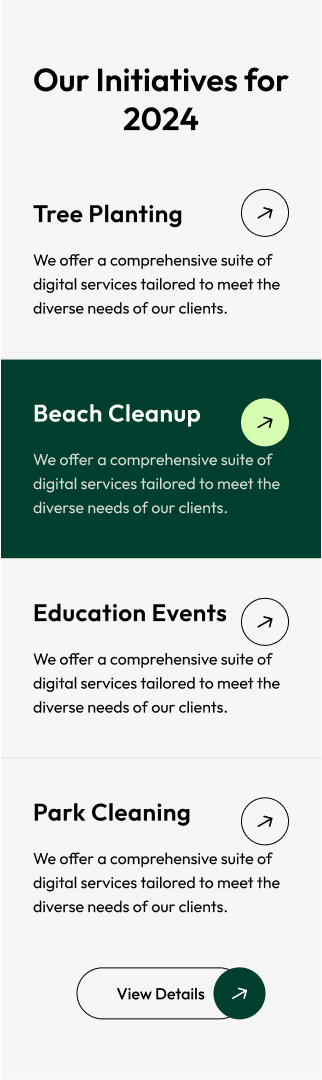 Our Initiatives for
2024
Tree Planting
We offer a comprehensive suite of
digital services tailored to meet the
diverse needs of our clients.
Beach Cleanup
We offer a comprehensive suite of
digital services tailored to meet the
diverse needs of our clients.
Education Events
We offer a comprehensive suite of
digital services tailored to meet the
diverse needs of our clients.
Park Cleaning
We offer a comprehensive suite of
digital services tailored to meet the
diverse needs of our clients.
View Details